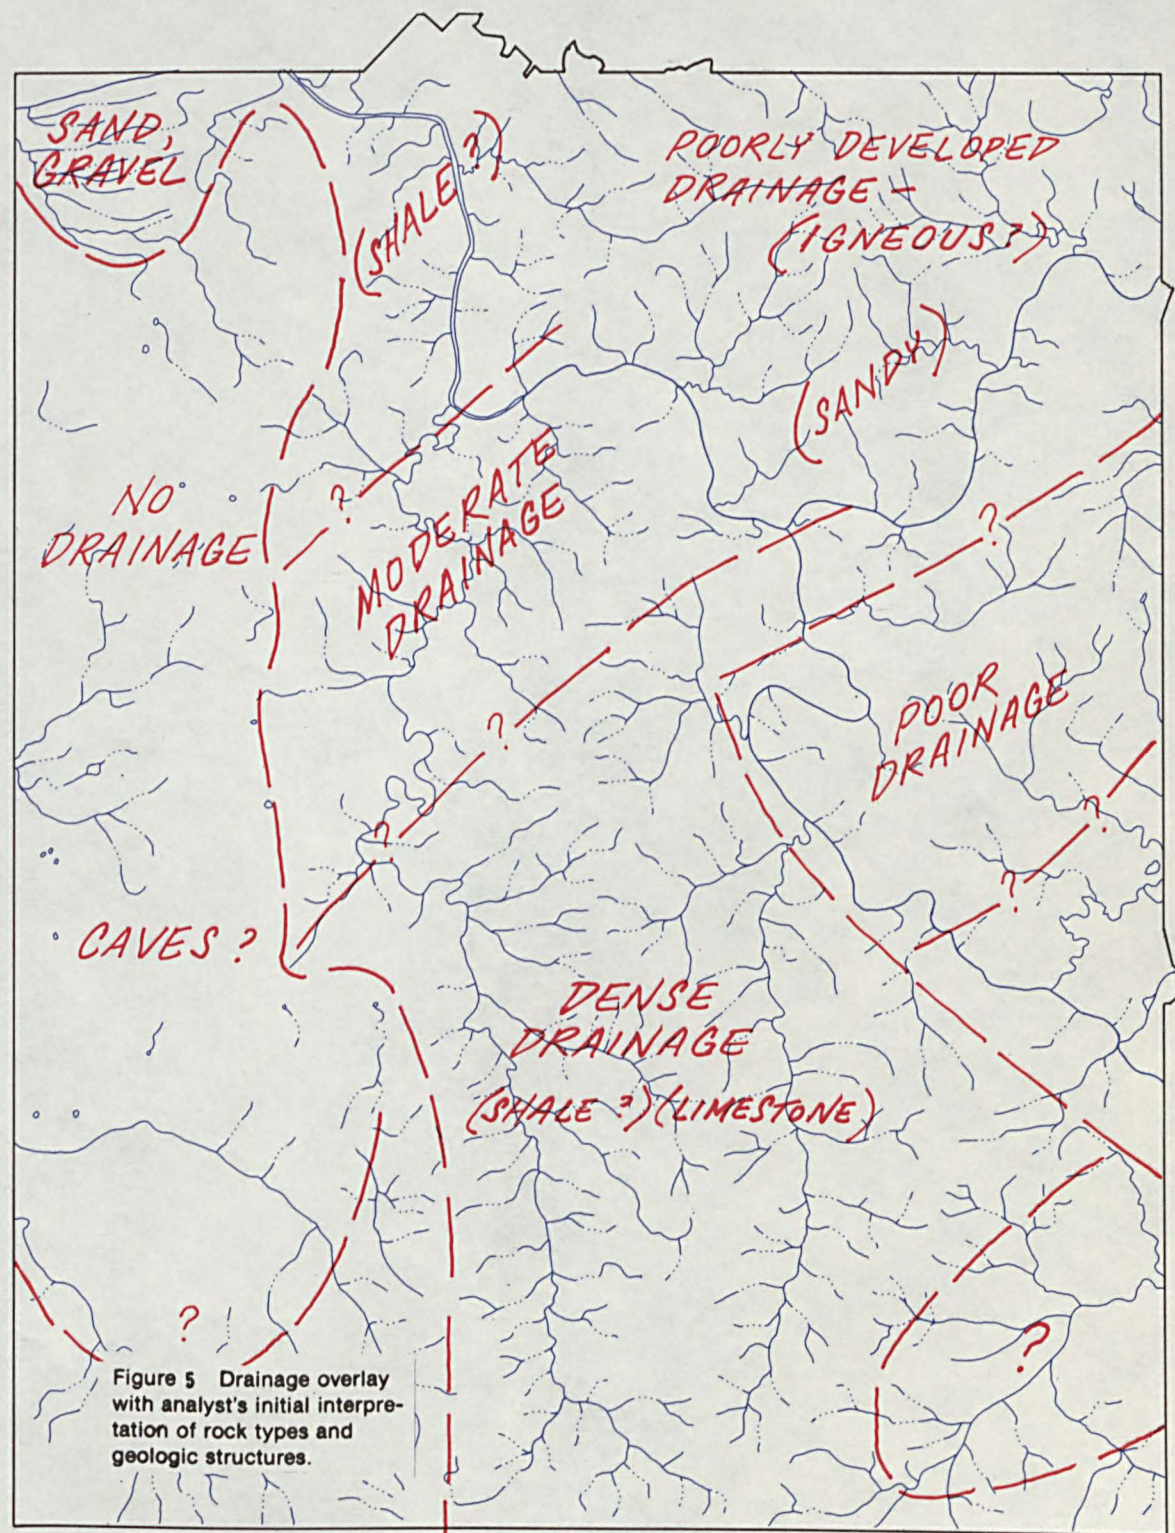 SAND,
GRAVEL
(SHALE ?)
POORLY DEVELOPED
DRAINAGE –
(IGNEOUS?)
(SANDY)
NO
DRAINAGE
?
MODERATE
DRAINAGE
?
?
POOR
DRAINAGE
?
?
?
CAVES ?
DENSE
DRAINAGE
(SHALE ?) (LIMESTONE)
?
?
Figure 5 Drainage overlay
with analyst's initial interpre-
tation of rock types and
geologic structures.